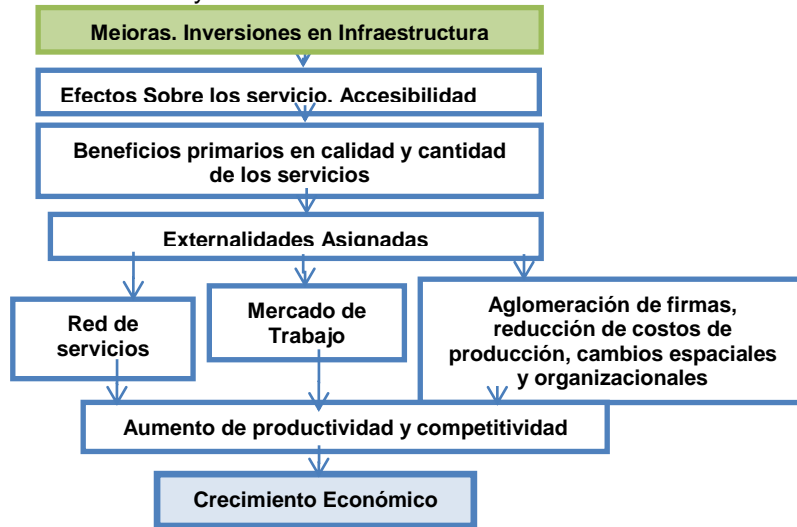 Mejoras. Inversiones en Infraestructura
Efectos Sobre los servicio. Accesibilidad
Beneficios primarios en calidad y cantidad
de los servicios
Externalidades Asignadas
Red de
servicios
Mercado de
Trabajo
Aglomeración de firmas,
reducción de costos de
producción, cambios espaciales
y organizacionales
Aumento de productividad y competitividad
Crecimiento Económico